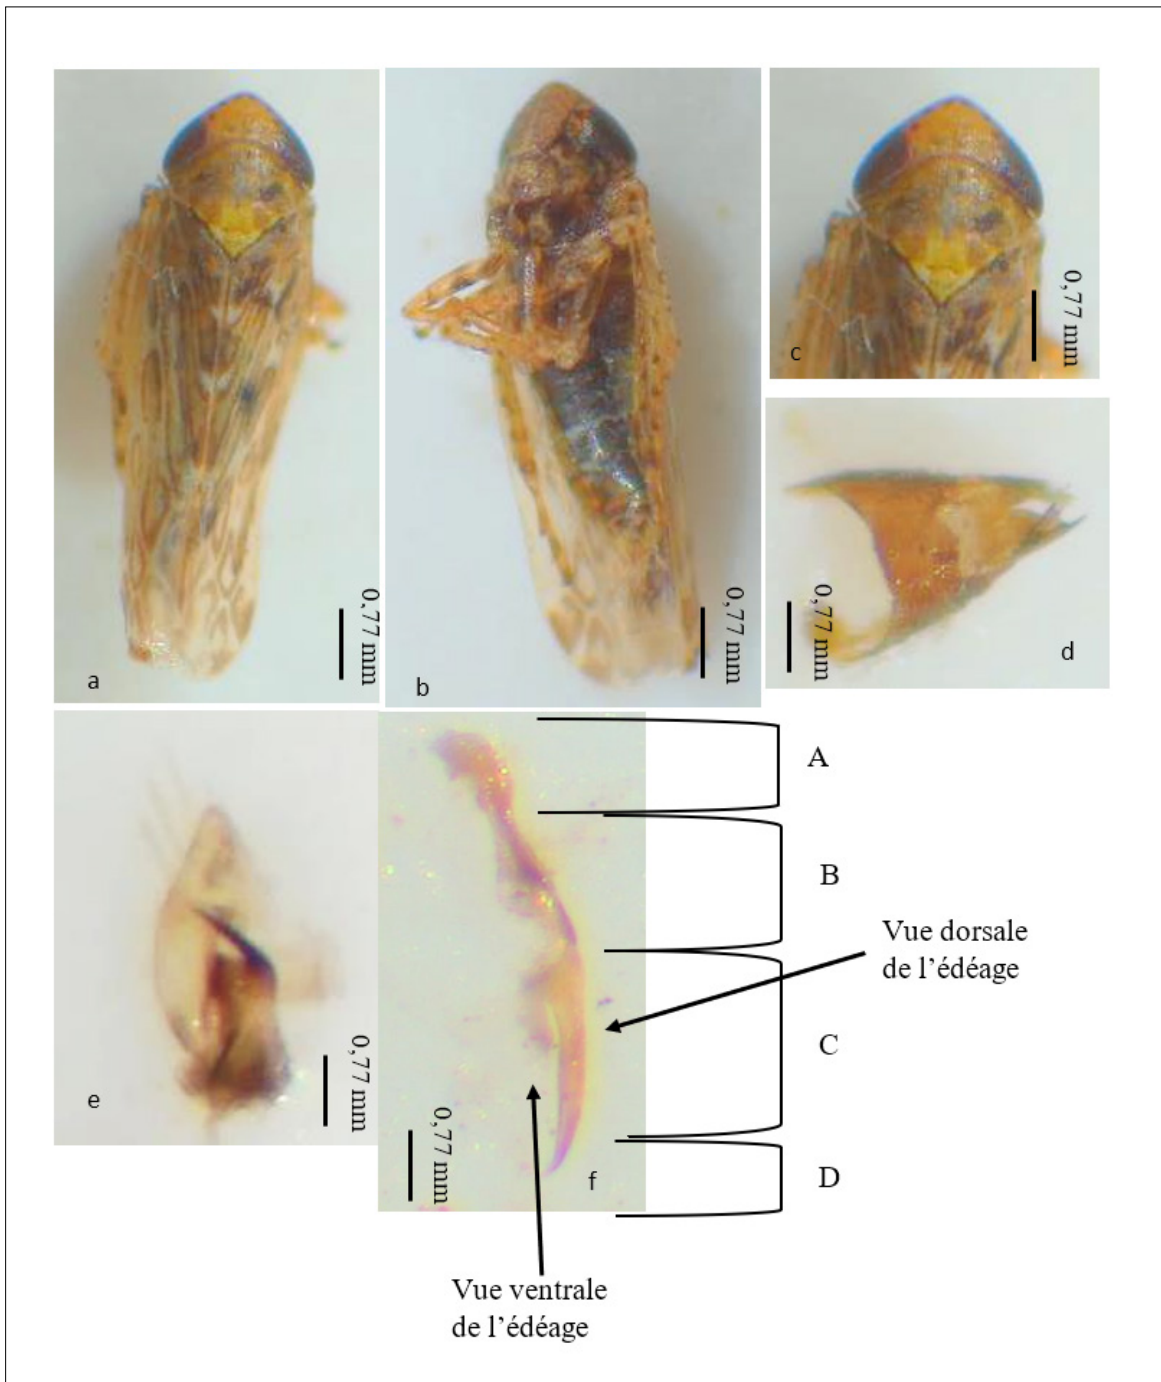 a
0,77 mm
b
0,77 mm
c
0,77 mm
d
0,77 mm
e
0,77 mm
f
0,77 mm
A
B
C
D
Vue dorsale
de l’édéage
Vue ventrale
de l’édéage